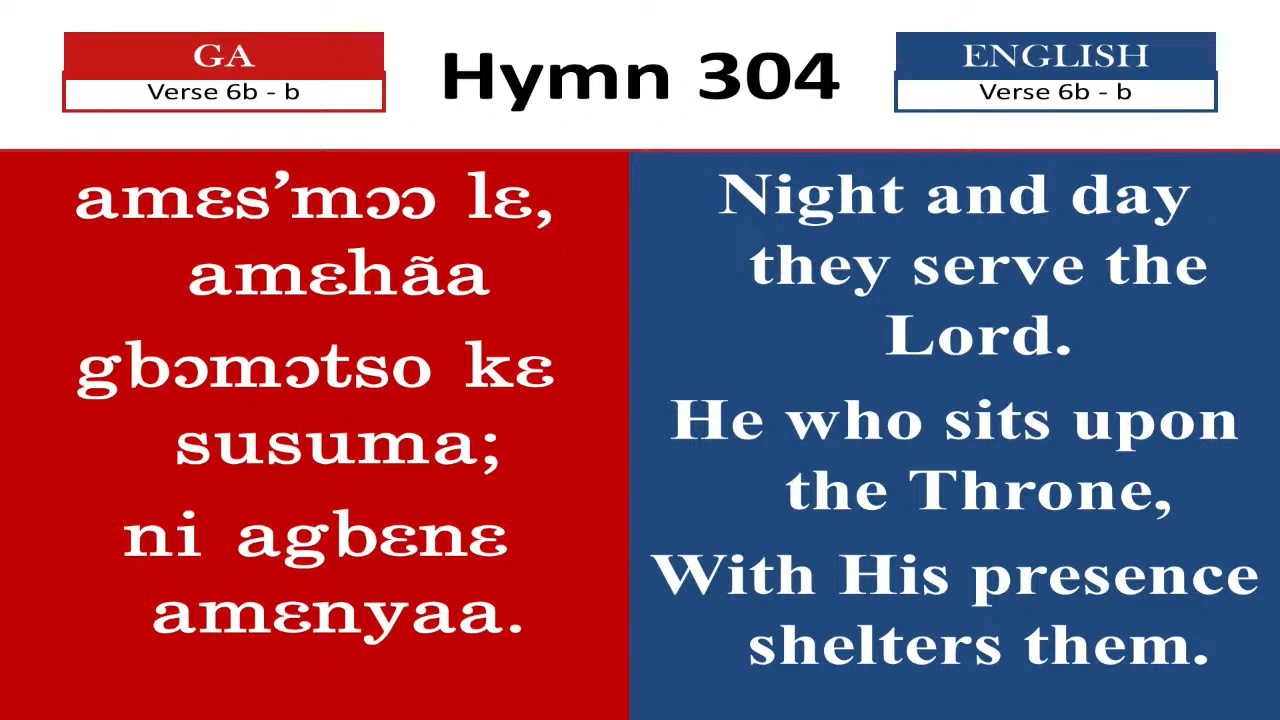 GA
Verse 6b - b
Hymn 304
ENGLISH
Verse 6b - b
amɛs’mɔɔ lɛ,
amɛhãa
gbɔmɔtso kɛ
susuma;
ni agbɛnɛ
amɛnyaa.
Night and day
they serve the
Lord.
He who sits upon
the Throne,
With His presence
shelters them.